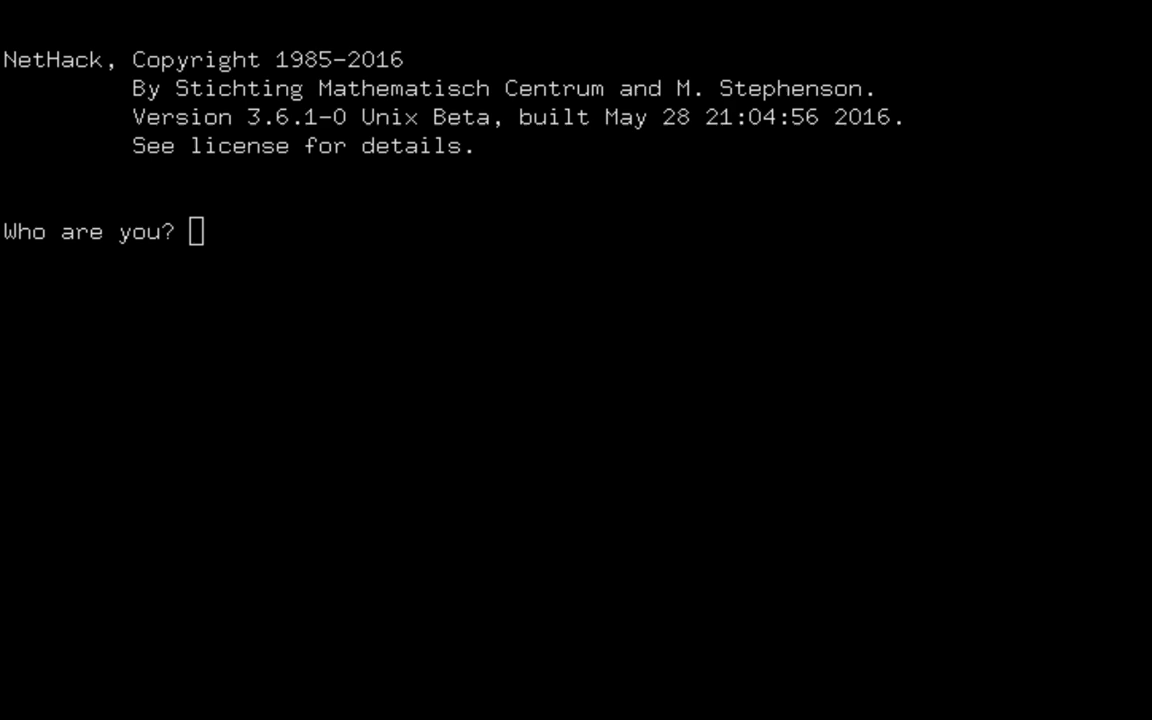 NetHack, Copyright 1985-2016
By Stichting Mathematisch Centrum and M. Stephenson.
Version 3.6.1-0 Unix Beta, built May 28 21:04:56 2016.
See license for details.
Who are you?